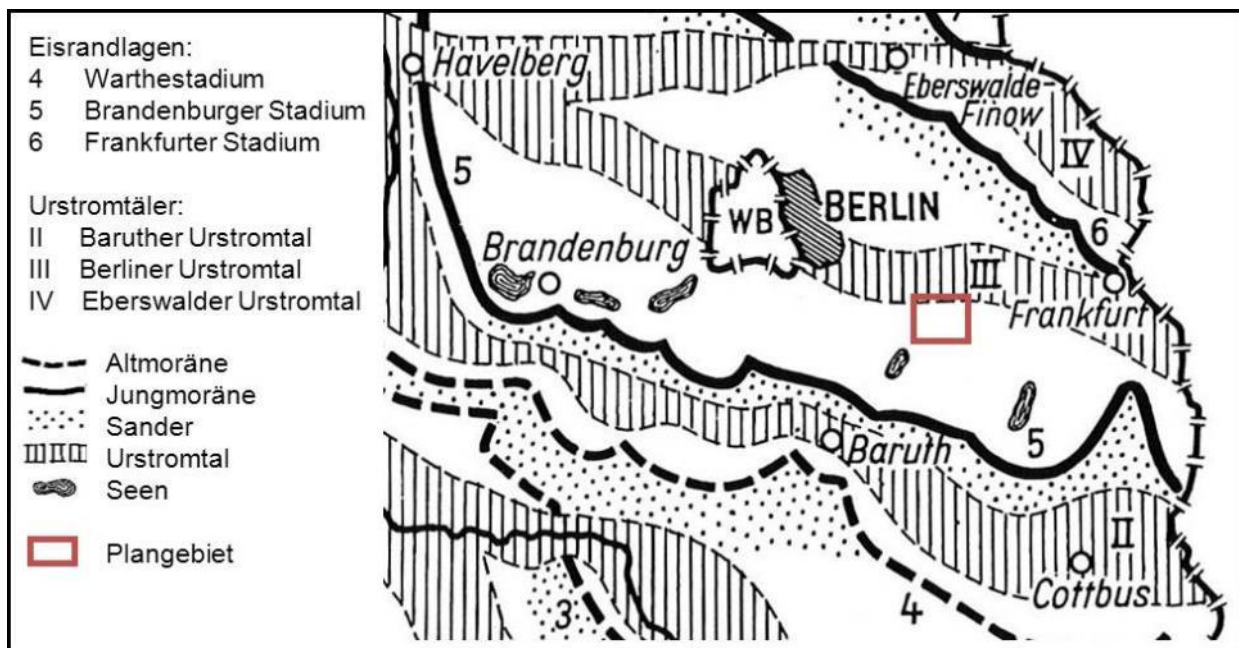 Eisrandlagen:
4 Warthestadium
5 Brandenburger Stadium
6 Frankfurter Stadium
Urstromtäler:
II Baruther Urstromtal
III Berliner Urstromtal
IV Eberswalder Urstromtal
Altmoräne
Jungmoräne
Sander
Urstromtal
Seen
Plangebiet
I
Havelberg
Eberswalde-
Finow
IV
5
BERLIN
WB
6
Brandenburg
III
Frankfurt
5
Baruth
II
Cottbus
3
4